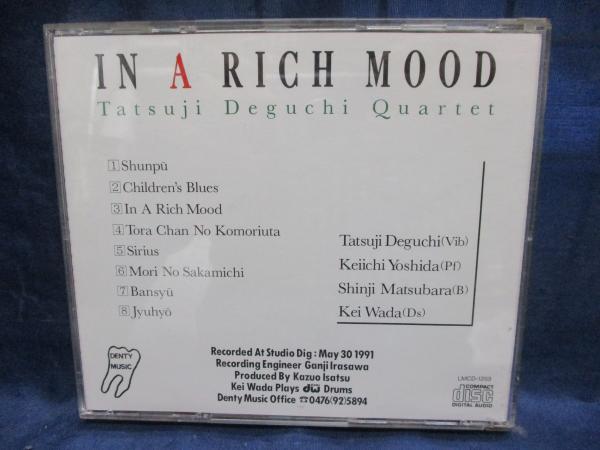 IN A RICH MOOD
Tatsuji Deguchi Quartet
1 Shunpū
2 Children's Blues
3 In A Rich Mood
4 Tora Chan No Komoriuta
5 Sirius
6 Mori No Sakamichi
7 Bansyū
8 Jyuhyō
Tatsuji Deguchi(Vib)
Keiichi Yoshida(Pf)
Shinji Matsubara(B)
Kei Wada(Ds)
DENTY
MUSIC
Recorded At Studio Dig : May 30 1991
Recording Engineer Ganji Irasawa
Produced By Kazuo Isatsu
Kei Wada Plays dw Drums
Denty Music Office ☎0476(92)5894
COMPACT
disc
DIGITAL AUDIO